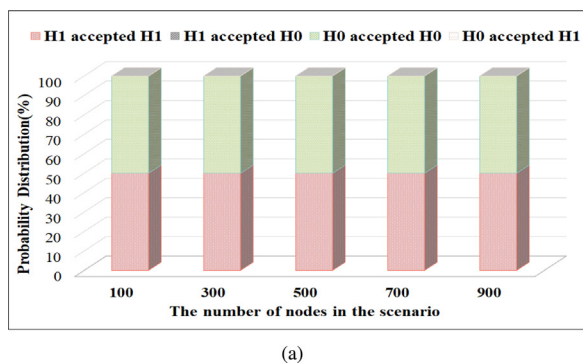 H1 accepted H1 H1 accepted H0 H0 accepted H0 H0 accepted H1
Probability Distribution(%)
100
90
80
70
60
50
40
30
20
10
0
100 300 500 700 900
The number of nodes in the scenario
(a)